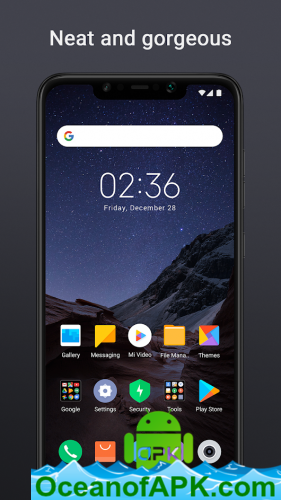 Neat and gorgeous
G
02:36
Friday, December 28
Gallery
Messaging
Mi Video
File Mana..
Themes
Google
Settings
Security
Tools
Play Store
APK
OceanofAPK.com